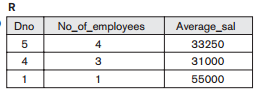 R
Dno No_of_employees Average_sal
5 4 33250
4 3 31000
1 1 55000